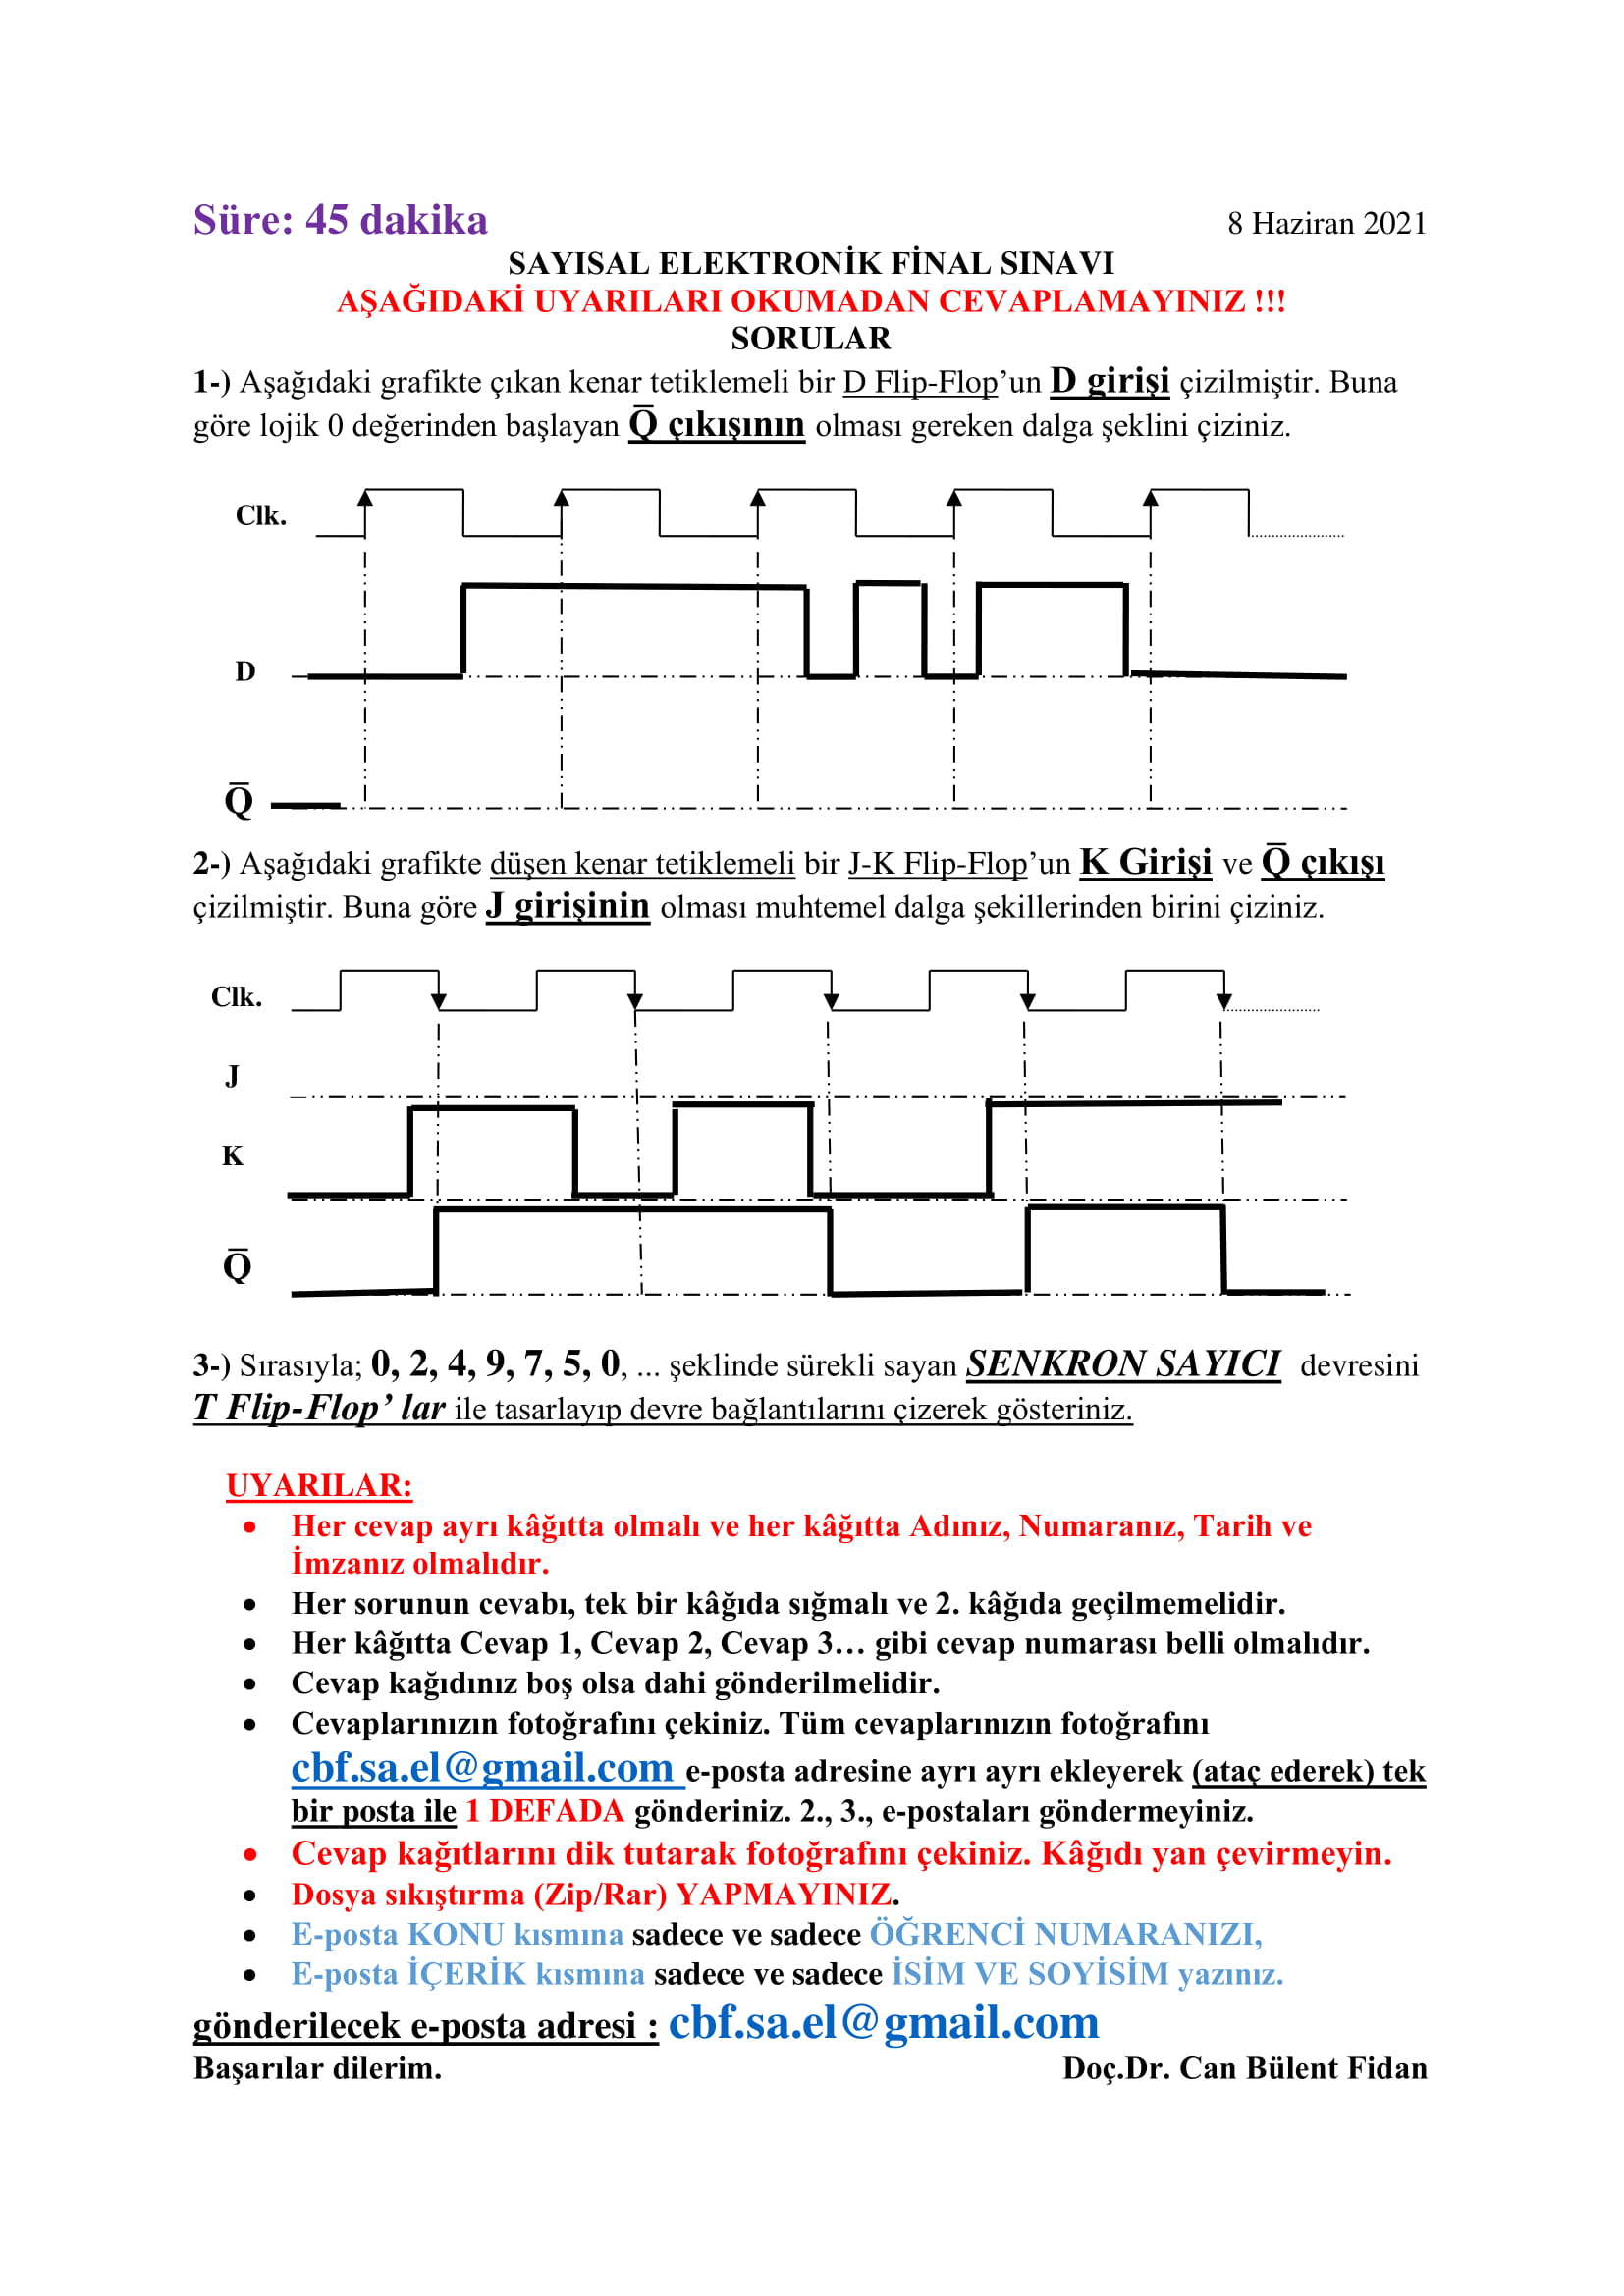 Süre: 45 dakika 8 Haziran 2021
SAYISAL ELEKTRONİK FİNAL SINAVI
AŞAĞIDAKİ UYARILARI OKUMADAN CEVAPLAMAYINIZ !!!
SORULAR
1-) Aşağıdaki grafikte çıkan kenar tetiklemeli bir D Flip-Flop’un D girişi çizilmiştir. Buna
göre lojik 0 değerinden başlayan Q̅ çıkışının olması gereken dalga şeklini çiziniz.
Clk.
D
Q̅
2-) Aşağıdaki grafikte düşen kenar tetiklemeli bir J-K Flip-Flop’un K Girişi ve Q̅ çıkışı
çizilmiştir. Buna göre J girişinin olması muhtemel dalga şekillerinden birini çiziniz.
Clk.
J
K
Q̅
3-) Sırasıyla; 0, 2, 4, 9, 7, 5, 0, ... şeklinde sürekli sayan SENKRON SAYICI devresini
T Flip-Flop’ lar ile tasarlayıp devre bağlantılarını çizerek gösteriniz.
UYARILAR:
• Her cevap ayrı kâğıtta olmalı ve her kâğıtta Adınız, Numaranız, Tarih ve
İmzanız olmalıdır.
• Her sorunun cevabı, tek bir kâğıda sığmalı ve 2. kâğıda geçilmemelidir.
• Her kâğıtta Cevap 1, Cevap 2, Cevap 3… gibi cevap numarası belli olmalıdır.
• Cevap kağıdınız boş olsa dahi gönderilmelidir.
• Cevaplarınızın fotoğrafını çekiniz. Tüm cevaplarınızın fotoğrafını
cbf.sa.el@gmail.com e-posta adresine ayrı ayrı ekleyerek (ataç ederek) tek
bir posta ile 1 DEFADA gönderiniz. 2., 3., e-postaları göndermeyiniz.
• Cevap kağıtlarını dik tutarak fotoğrafını çekiniz. Kâğıdı yan çevirmeyin.
• Dosya sıkıştırma (Zip/Rar) YAPMAYINIZ.
• E-posta KONU kısmına sadece ve sadece ÖĞRENCİ NUMARANIZI,
• E-posta İÇERİK kısmına sadece ve sadece İSİM VE SOYİSİM yazınız.
gönderilecek e-posta adresi : cbf.sa.el@gmail.com
Başarılar dilerim. Doç.Dr. Can Bülent Fidan